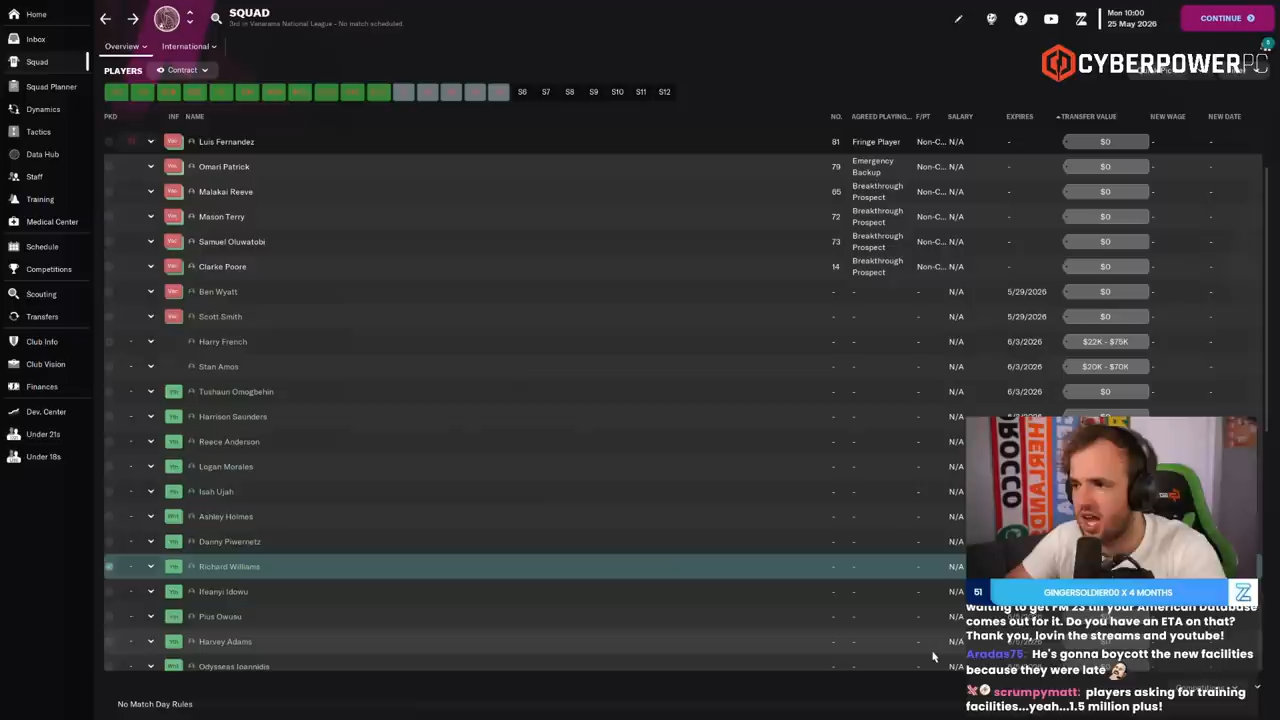 Home
SQUAD
3rd in Vanarama National League - No match scheduled
Mon 10:00
25 May 2026
CONTINUE
Inbox
Squad
Squad Planner
Dynamics
Tactics
Data Hub
Staff
Training
Medical Center
Schedule
Competitions
Scouting
Transfers
Club Info
Club Vision
Finances
Dev. Center
Under 21s
Under 18s
Overview
International
CYBERPOWERPC
PLAYERS
Contract
S6 S7 S8 S9 S10 S11 S12
PKD INF NAME NO. AGREED PLAYING... F/PT SALARY EXPIRES TRANSFER VALUE NEW WAGE NEW DATE
Luis Fernandez 81 Fringe Player Non-C... N/A - $0 - -
Omari Patrick 79 Emergency Backup Non-C... N/A - $0 - -
Malakai Reeve 65 Breakthrough Prospect Non-C... N/A - $0 - -
Mason Terry 72 Breakthrough Prospect Non-C... N/A - $0 - -
Samuel Oluwatobi 73 Breakthrough Prospect Non-C... N/A - $0 - -
Clarke Poore 14 Breakthrough Prospect Non-C... N/A - $0 - -
Ben Wyatt - - - N/A 5/29/2026 $0 - -
Scott Smith - - - N/A 5/29/2026 $0 - -
- Harry French - - - N/A 6/3/2026 $22K - $75K - -
- Stan Amos - - - N/A 6/3/2026 $20K - $70K - -
- Tushaun Omogbehin - - - N/A 6/3/2026 $0 - -
- Harrison Saunders - - - N/A
- Reece Anderson - - - N/A
- Logan Morales - - - N/A
- Isah Ujah - - - N/A
- Ashley Holmes - - - N/A
- Danny Piwernetz - - - N/A
- Richard Williams - - - N/A
- Ifeanyi Idowu - - - N/A
- Pius Owusu - - - N/A
- Harvey Adams - - - N/A
- Odysseas Ioannidis - - - N/A
No Match Day Rules
51 GINGERSOLDIER00 X 4 MONTHS
waiting to get FM 23 till your American Database
comes out for it. Do you have an ETA on that?
Thank you, lovin the streams and youtube!
Aradas75: He's gonna boycott the new facilities
because they were late
scrumpymatt: players asking for training
facilities...yeah...1.5 million plus!